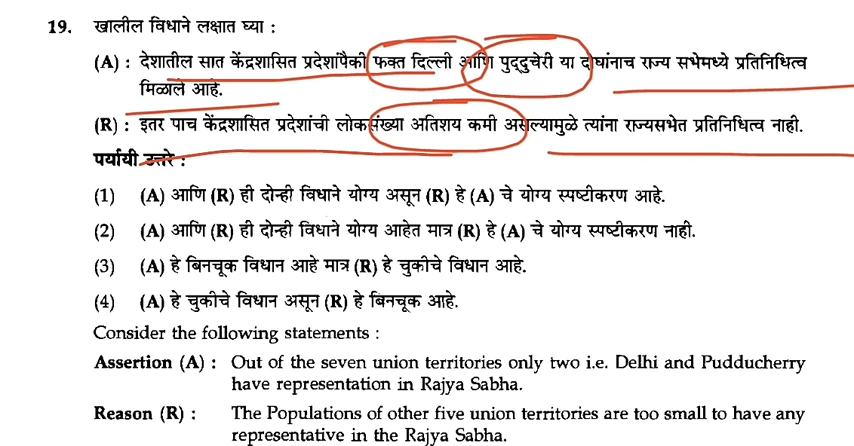 19. खालील विधाने लक्षात घ्या :
(A) : देशातील सात केंद्रशासित प्रदेशांपैकी फक्त दिल्ली आणि पुद्दुचेरी या दोघांनाच राज्य सभेमध्ये प्रतिनिधित्व
मिळाले आहे.
(R) : इतर पाच केंद्रशासित प्रदेशांची लोकसंख्या अतिशय कमी असल्यामुळे त्यांना राज्यसभेत प्रतिनिधित्व नाही.
पर्यायी उत्तरे :
(1) (A) आणि (R) ही दोन्ही विधाने योग्य असून (R) हे (A) चे योग्य स्पष्टीकरण आहे.
(2) (A) आणि (R) ही दोन्ही विधाने योग्य आहेत मात्र (R) हे (A) चे योग्य स्पष्टीकरण नाही.
(3) (A) हे बिनचूक विधान आहे मात्र (R) हे चुकीचे विधान आहे.
(4) (A) हे चुकीचे विधान असून (R) हे बिनचूक आहे.
Consider the following statements :
Assertion (A) : Out of the seven union territories only two i.e. Delhi and Pudducherry
have representation in Rajya Sabha.
Reason (R) : The Populations of other five union territories are too small to have any
representative in the Rajya Sabha.